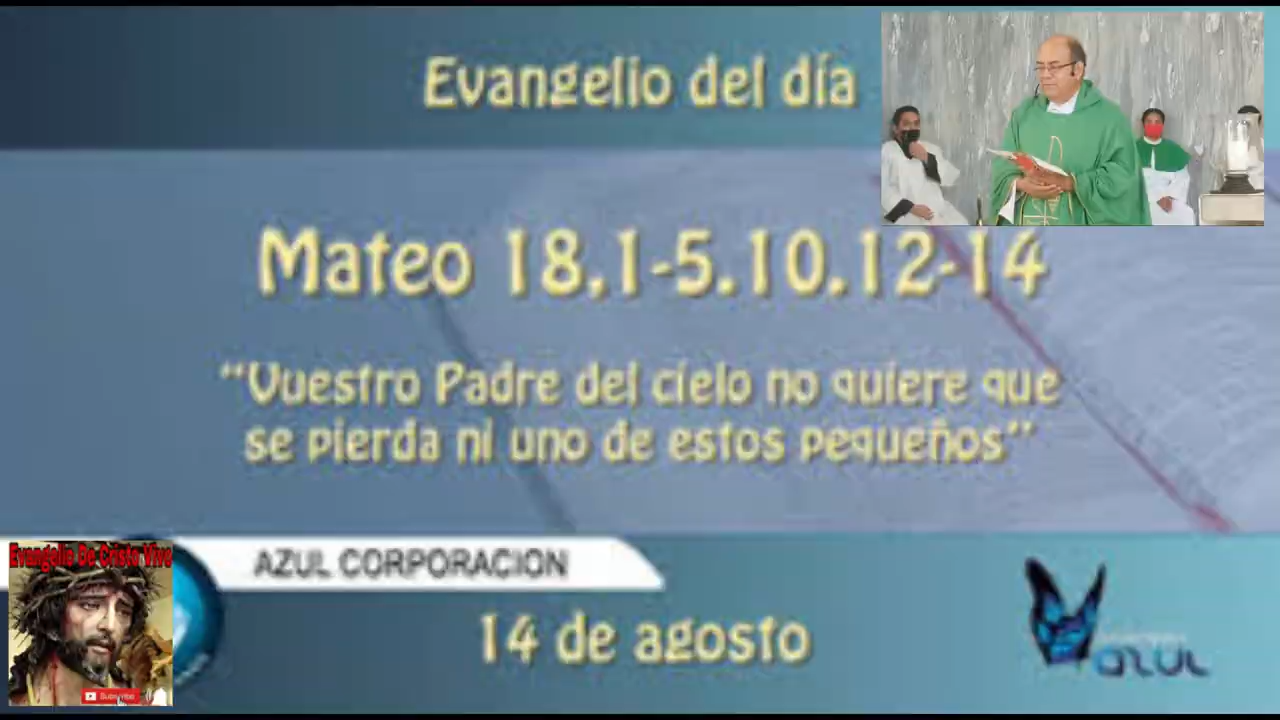 Evangelio del día
Mateo 18,1-5.10.12-14
“Vuestro Padre del cielo no quiere que
se pierda ni uno de estos pequeños”
Evangelio De Cristo Vivo
AZUL CORPORACION
14 de agosto
AZUL